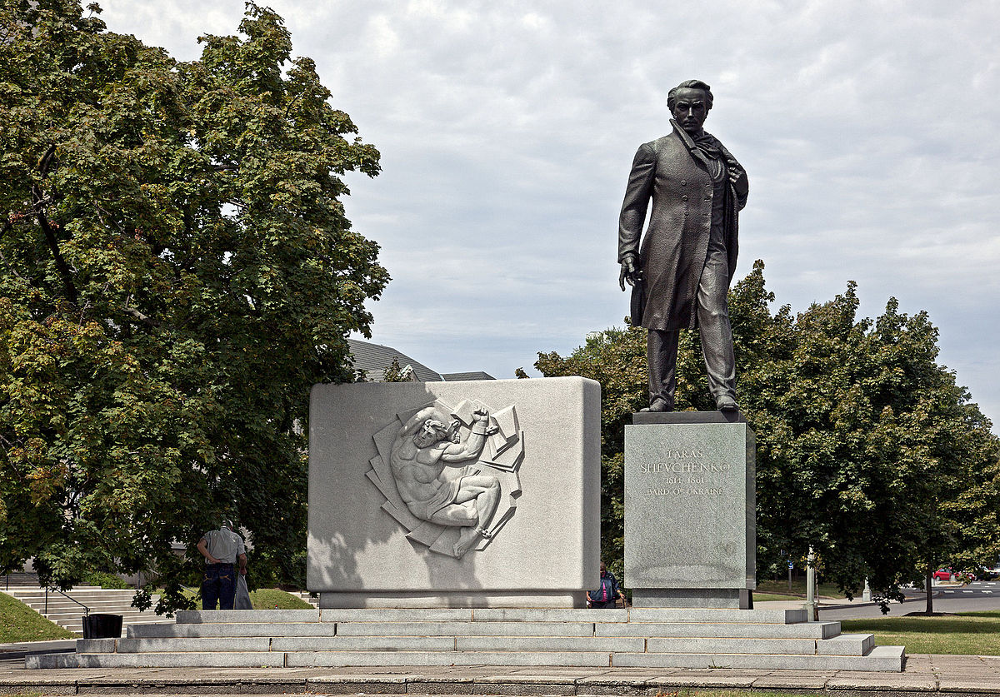 TARAS
SHEVCHENKO
1814-1861
BARD OF UKRAINE